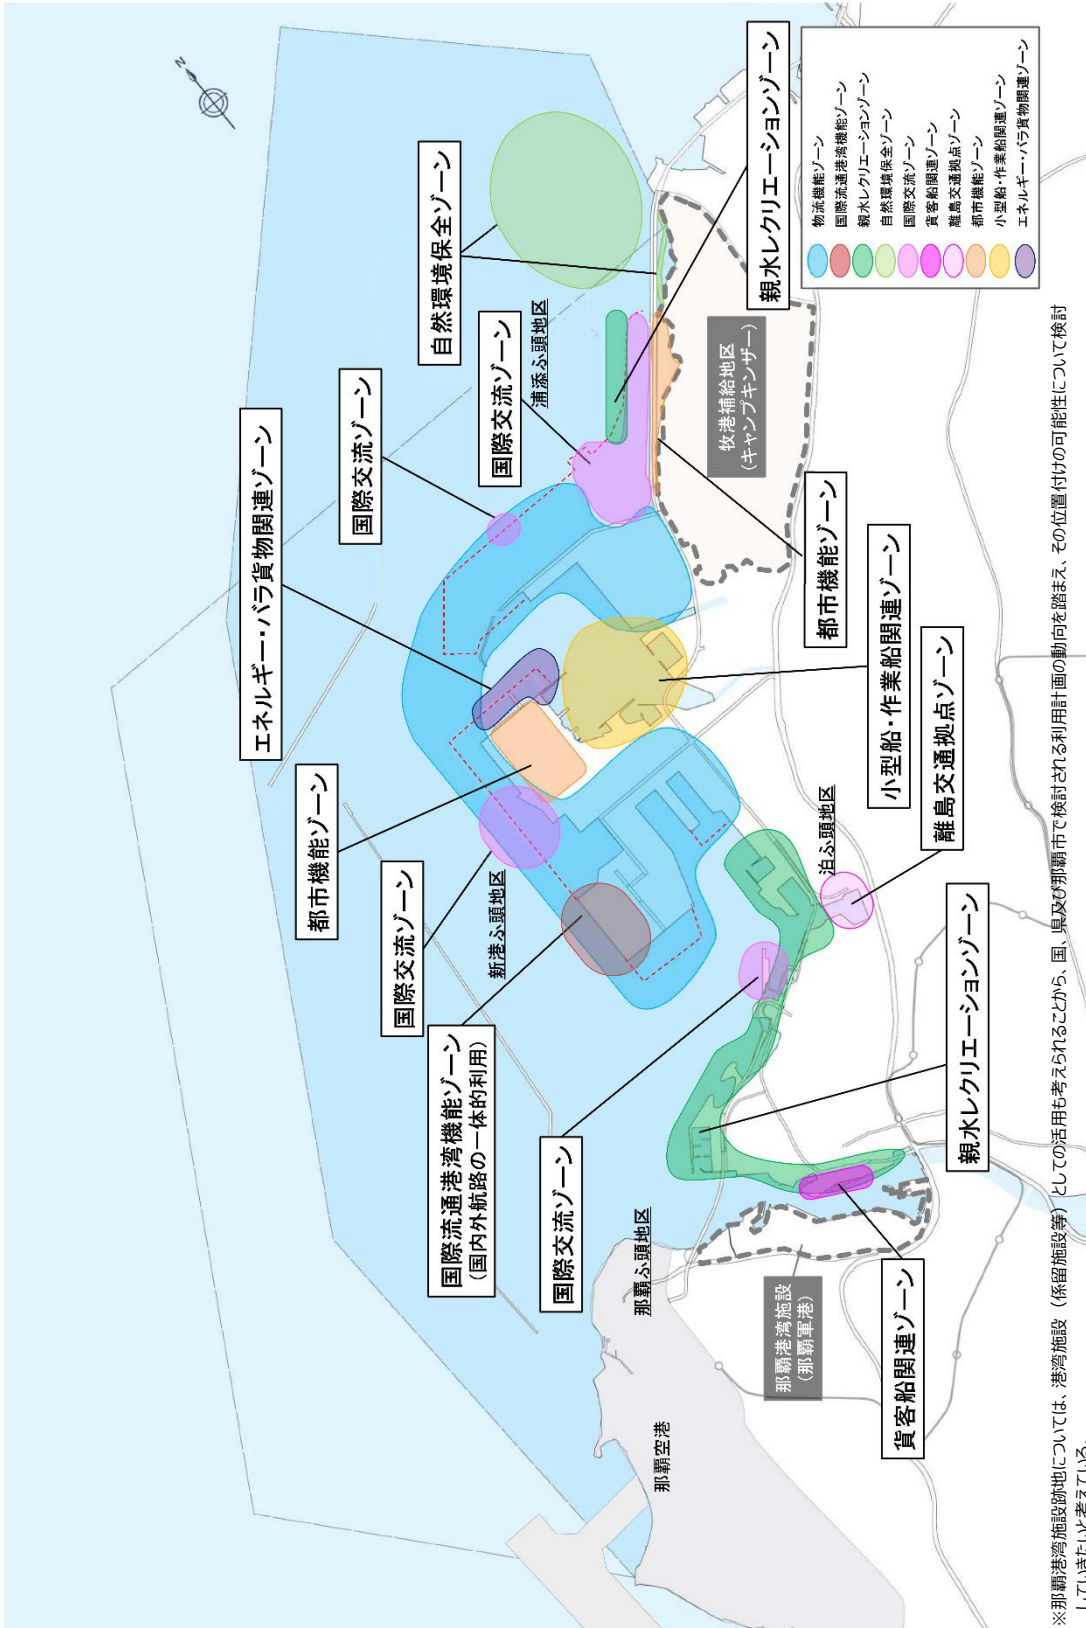 N
自然環境保全ゾーン
親水レクリエーションゾーン
国際交流ゾーン
浦添ふ頭地区
国際交流ゾーン
エネルギー・バラ貨物関連ゾーン
都市機能ゾーン
国際交流ゾーン
新港ふ頭地区
国際流通港湾機能ゾーン
(国内外航路の一体的利用)
国際交流ゾーン
牧港補給地区
(キャンプキンザー)
都市機能ゾーン
小型船・作業船関連ゾーン
離島交通拠点ゾーン
泊ふ頭地区
親水レクリエーションゾーン
那覇ふ頭地区
那覇港湾施設
(那覇軍港)
貨客船関連ゾーン
那覇空港
物流機能ゾーン
国際流通港湾機能ゾーン
親水レクリエーションゾーン
自然環境保全ゾーン
国際交流ゾーン
貨客船関連ゾーン
離島交通拠点ゾーン
都市機能ゾーン
小型船・作業船関連ゾーン
エネルギー・バラ貨物関連ゾーン
※那覇港湾施設跡地については、港湾施設（係留施設等）としての活用も考えられることから、国、県及び那覇市で検討される利用計画の動向を踏まえ、その位置付けの可能性について検討
していきたいと考えている。